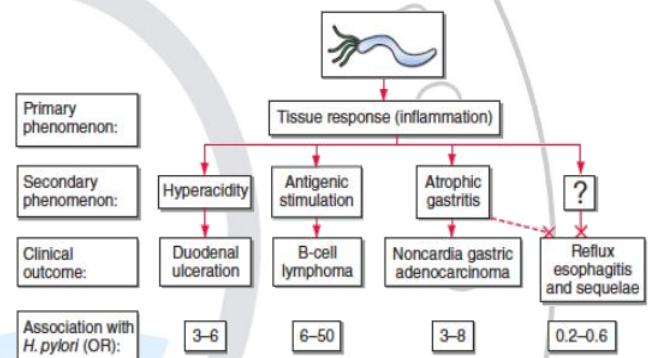 Primary
phenomenon:
Tissue response (inflammation)
Secondary
phenomenon:
Hyperacidity
Antigenic
stimulation
Atrophic
gastritis
?
Clinical
outcome:
Duodenal
ulceration
B-cell
lymphoma
Noncardia gastric
adenocarcinoma
Reflux
esophagitis
and sequelae
Association with
H. pylori (OR):
3–6
6–50
3–8
0.2–0.6